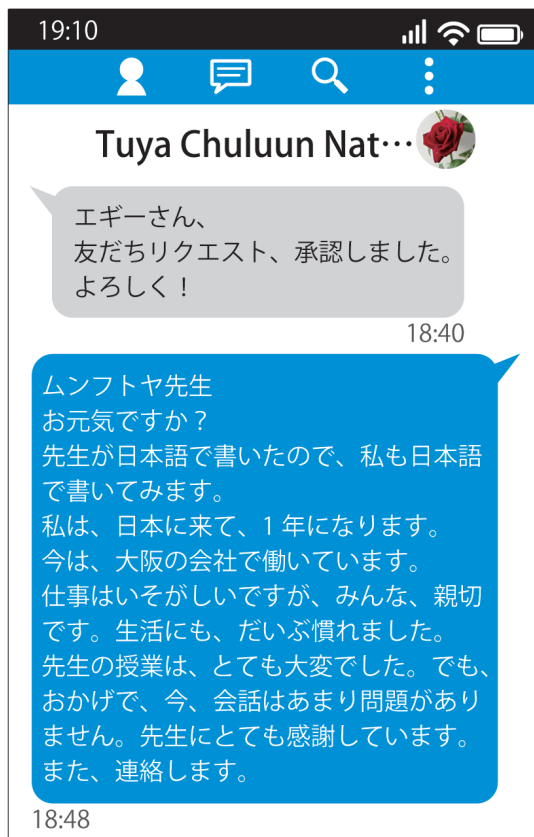 19:10
Tuya Chuluun Nat…
エギーさん、
友だちリクエスト、承認しました。
よろしく！
18:40
ムンフトヤ先生
お元気ですか？
先生が日本語で書いたので、私も日本語
で書いてみます。
私は、日本に来て、1 年になります。
今は、大阪の会社で働いています。
仕事はいそがしいですが、みんな、親切
です。生活にも、だいぶ慣れました。
先生の授業は、とても大変でした。でも、
おかげで、今、会話はあまり問題があり
ません。先生にとても感謝しています。
また、連絡します。
18:48